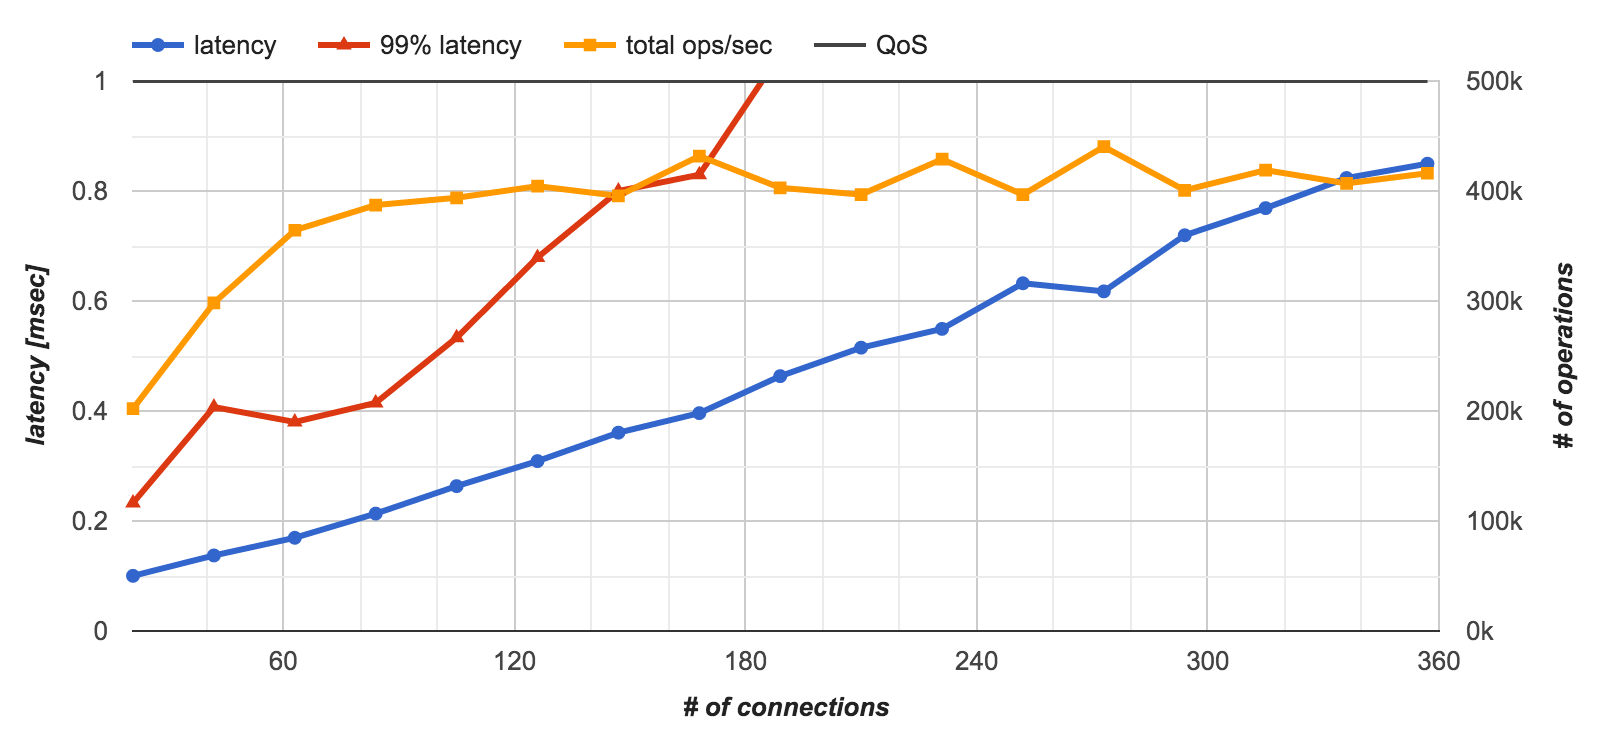 latency 99% latency total ops/sec QoS
1 500k
0.8 400k
0.6 300k
0.4 200k
0.2 100k
0 0k
latency [msec]
# of operations
60 120 180 240 300 360
# of connections